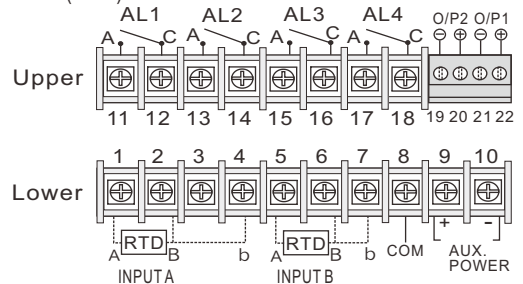 AL1 AL2 AL3 AL4 O/P2 O/P1
A C A C A C A C ⊖ ⊕ ⊖ ⊕
Upper
11 12 13 14 15 16 17 18 19 20 21 22
1 2 3 4 5 6 7 8 9 10
Lower
+ -
A RTD B b A RTD B b COM AUX. POWER
INPUT A INPUT B